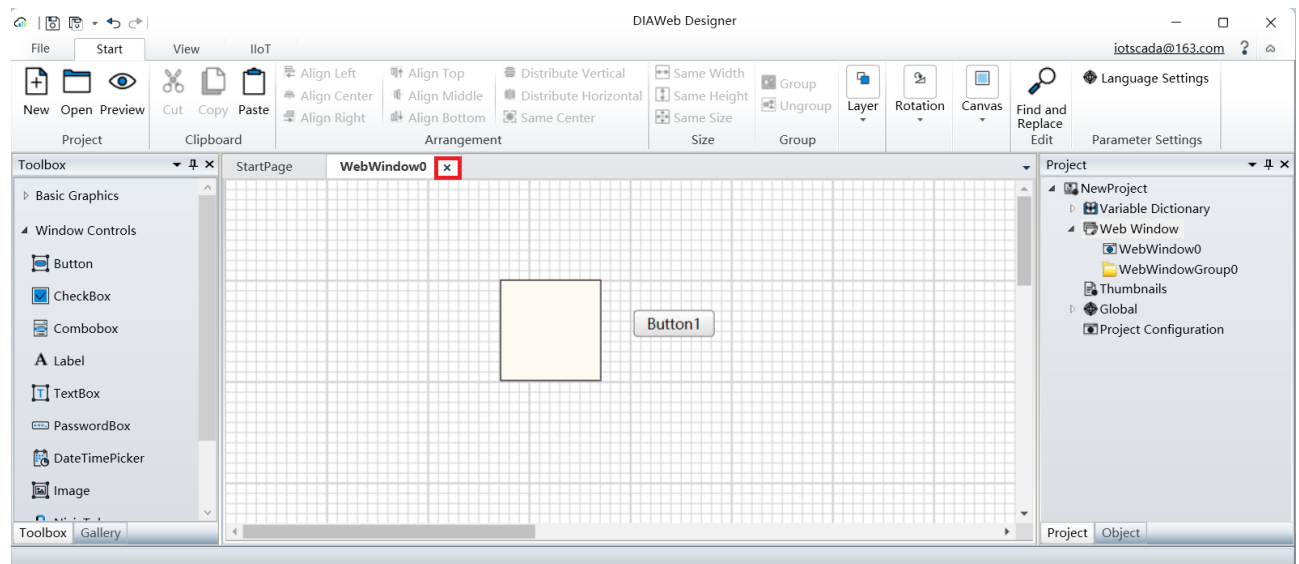 DIAWeb Designer
File Start View IIoT iotscada@163.com ?
New Open Preview Cut Copy Paste
Project Clipboard
Align Left Align Top Distribute Vertical
Align Center Align Middle Distribute Horizontal
Align Right Align Bottom Same Center
Arrangement
Same Width
Same Height
Same Size
Size
Group
Ungroup
Group
Layer Rotation Canvas
Find and
Replace
Edit
Language Settings
Parameter Settings
Toolbox
StartPage WebWindow0
Project
Basic Graphics
Window Controls
Button
CheckBox
Combobox
Label
TextBox
PasswordBox
DateTimePicker
Image
Toolbox Gallery
Button1
NewProject
Variable Dictionary
Web Window
WebWindow0
WebWindowGroup0
Thumbnails
Global
Project Configuration
Project Object